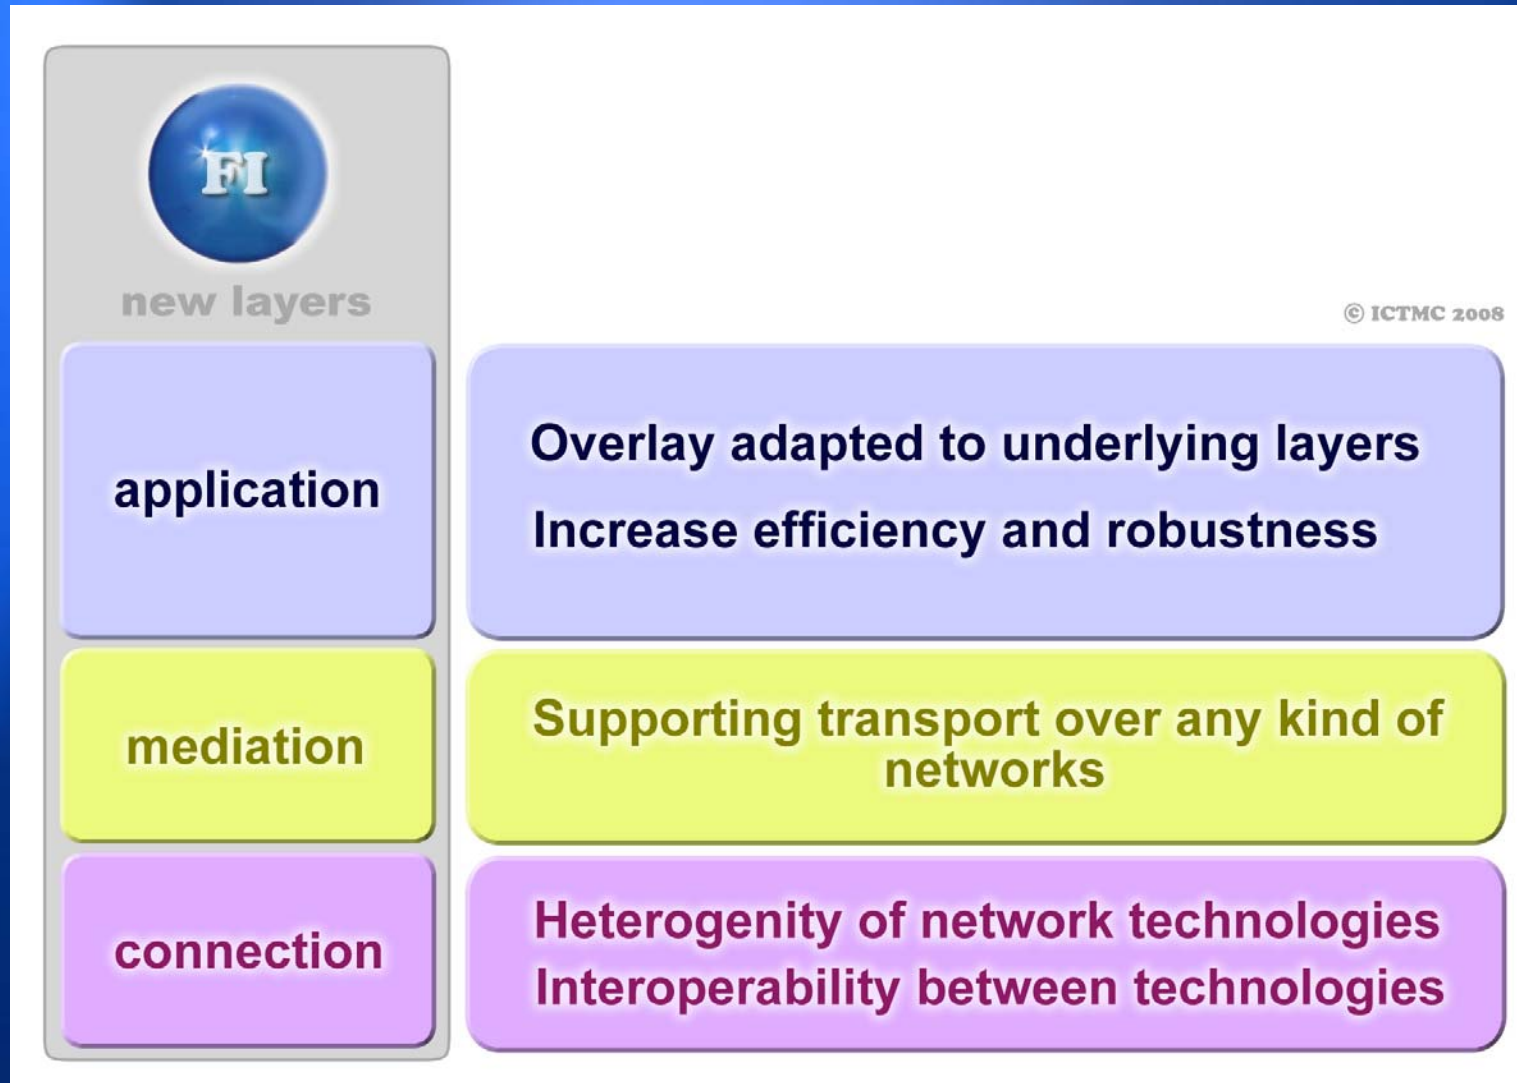 FI
new layers
© ICTMC 2008
application
Overlay adapted to underlying layers
Increase efficiency and robustness
mediation
Supporting transport over any kind of
networks
connection
Heterogenity of network technologies
Interoperability between technologies